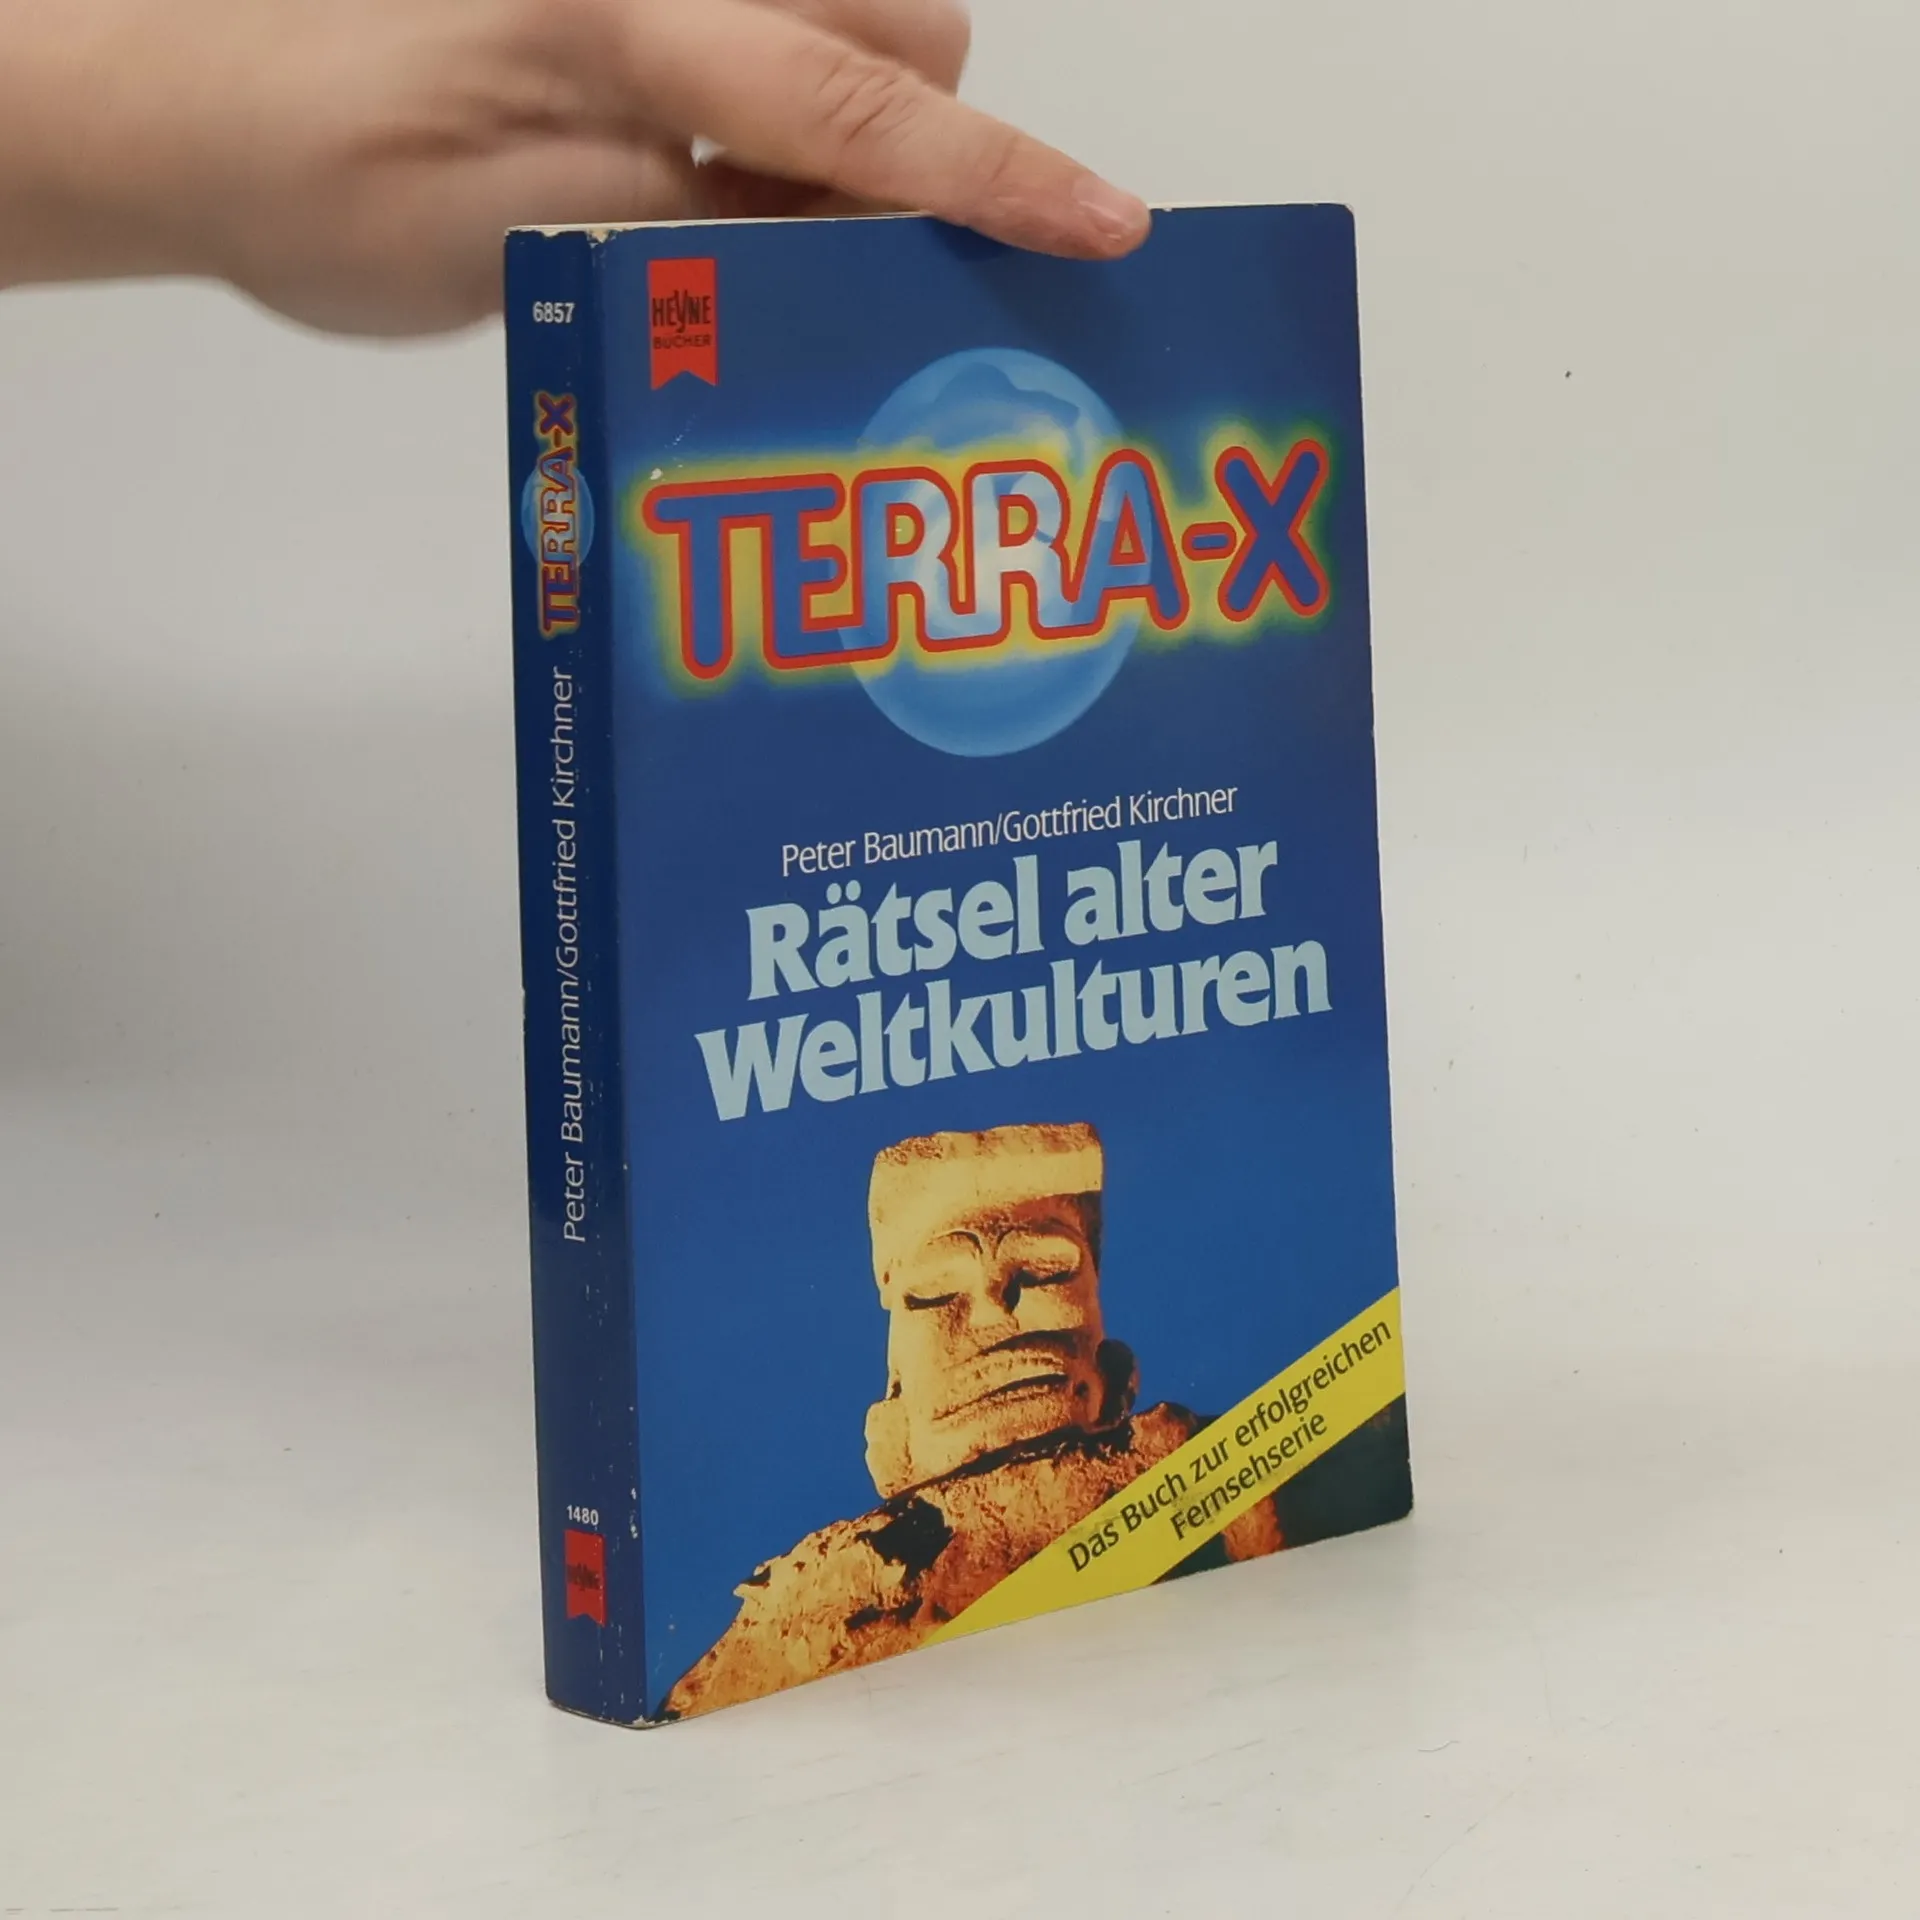 6857
TERRA-X
Peter Baumann/Gottfried Kirchner
1480
HEYNE
HEYNE
BÜCHER
TERRA-X
Peter Baumann/Gottfried Kirchner
Rätsel alter
Weltkulturen
Das Buch zur erfolgreichen
Fernsehserie